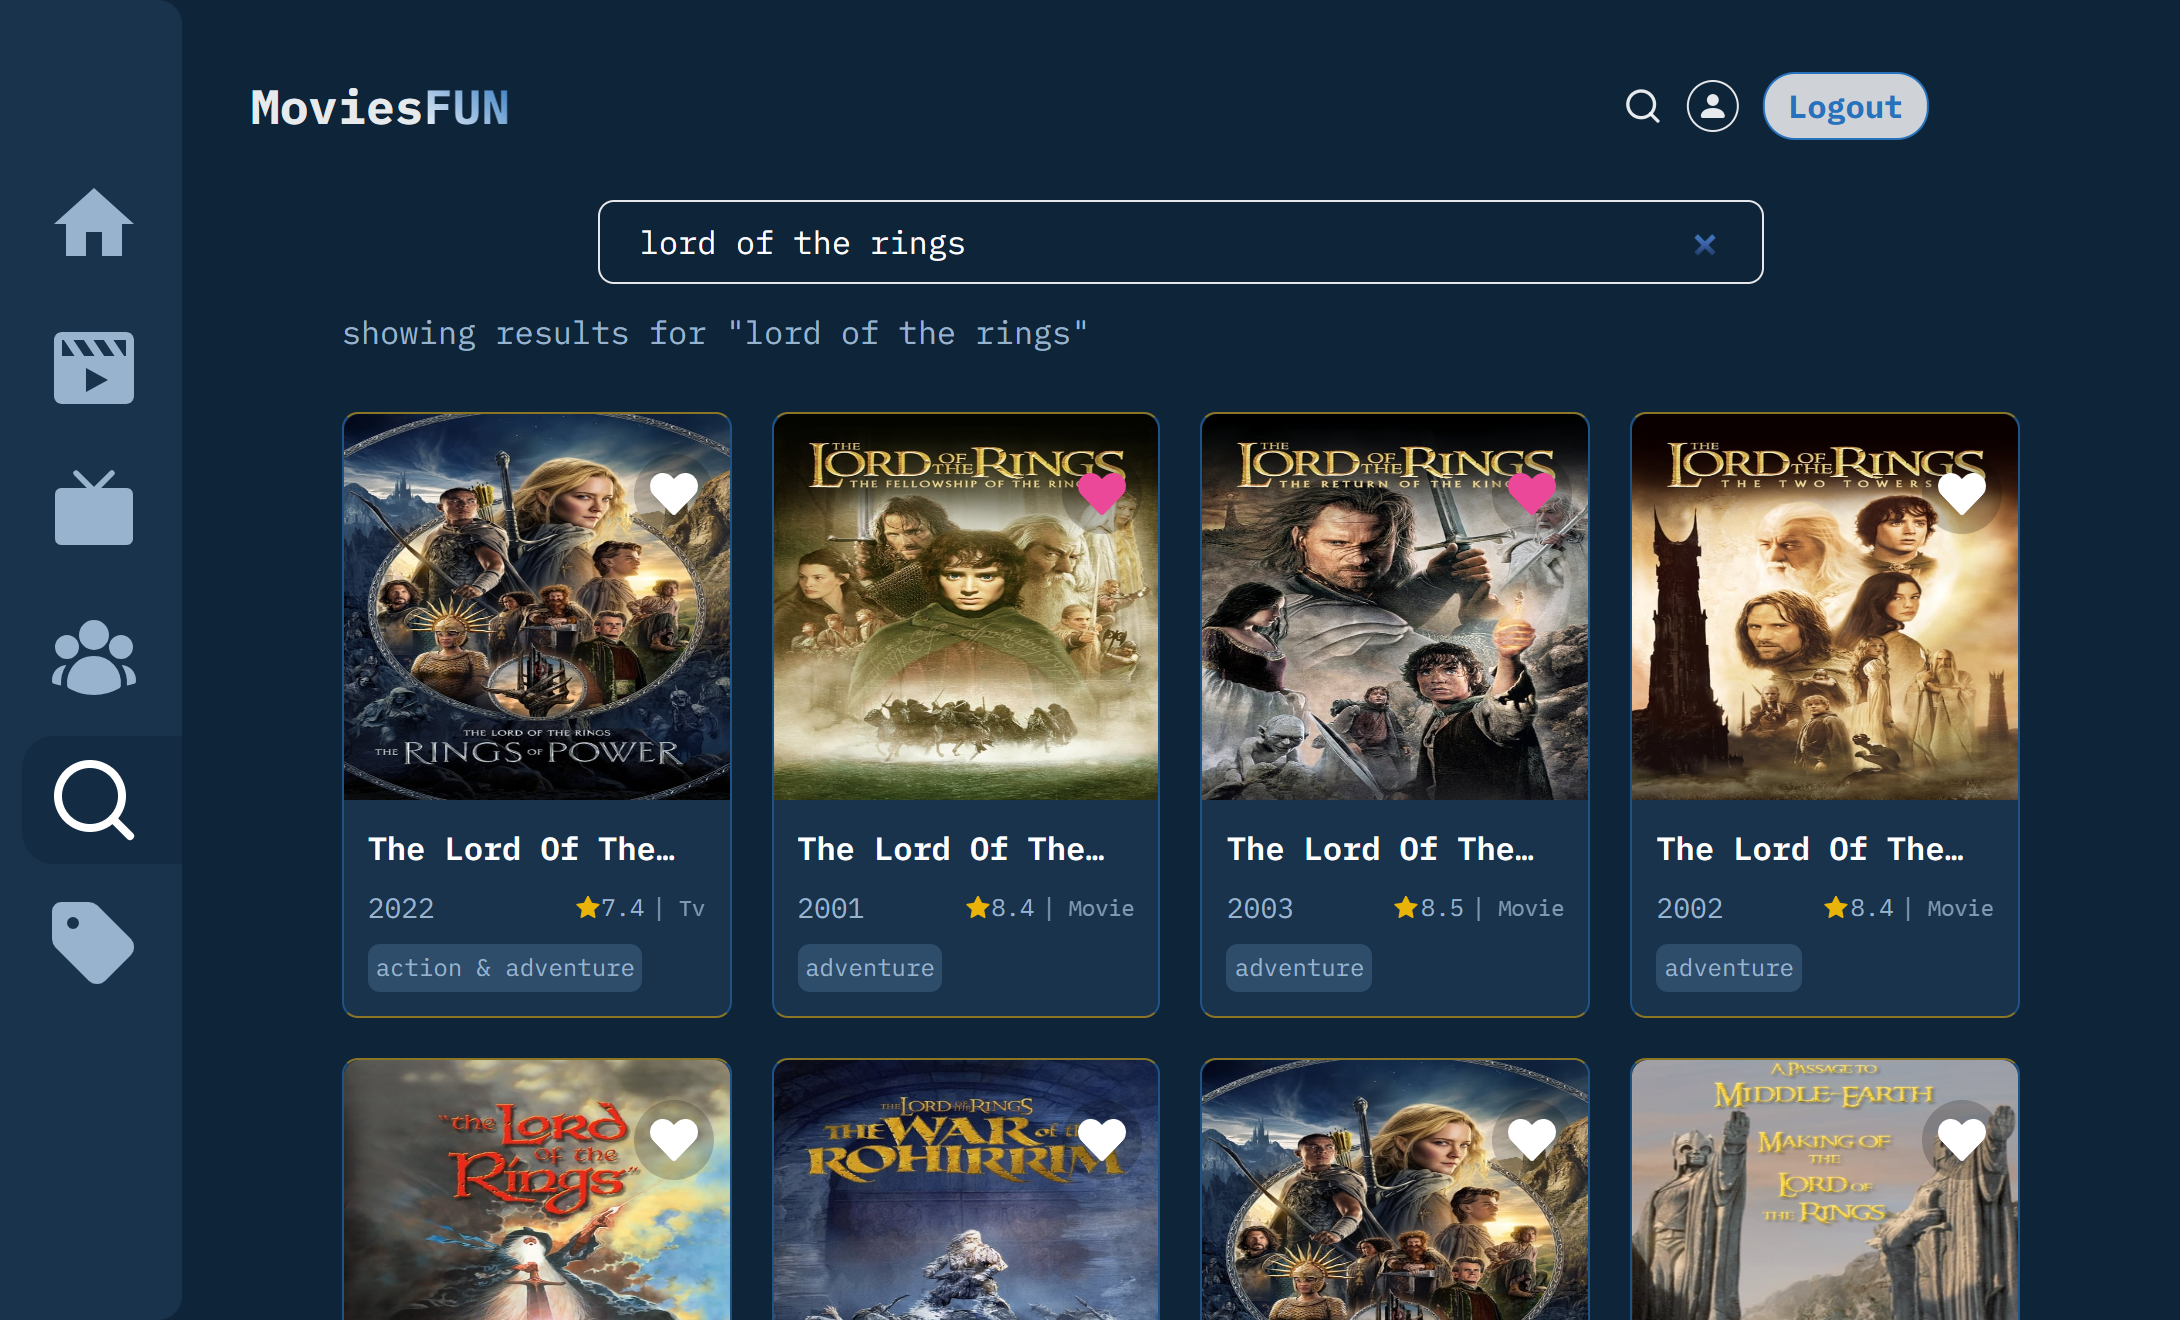 MoviesFUN
Logout
lord of the rings
showing results for "lord of the rings"
THE LORD OF THE RINGS
THE RINGS OF POWER
The Lord Of The…
2022
7.4 | Tv
action & adventure
THE LORD OF THE RINGS
THE FELLOWSHIP OF THE RING
The Lord Of The…
2001
8.4 | Movie
adventure
THE LORD OF THE RINGS
THE RETURN OF THE KING
The Lord Of The…
2003
8.5 | Movie
adventure
THE LORD OF THE RINGS
THE TWO TOWERS
The Lord Of The…
2002
8.4 | Movie
adventure
"the Lord
of the
Rings"
THE LORD OF THE RINGS
THE WAR of the
ROHIRRIM
A PASSAGE TO
MIDDLE-EARTH
MAKING OF
THE
LORD OF
THE RINGS